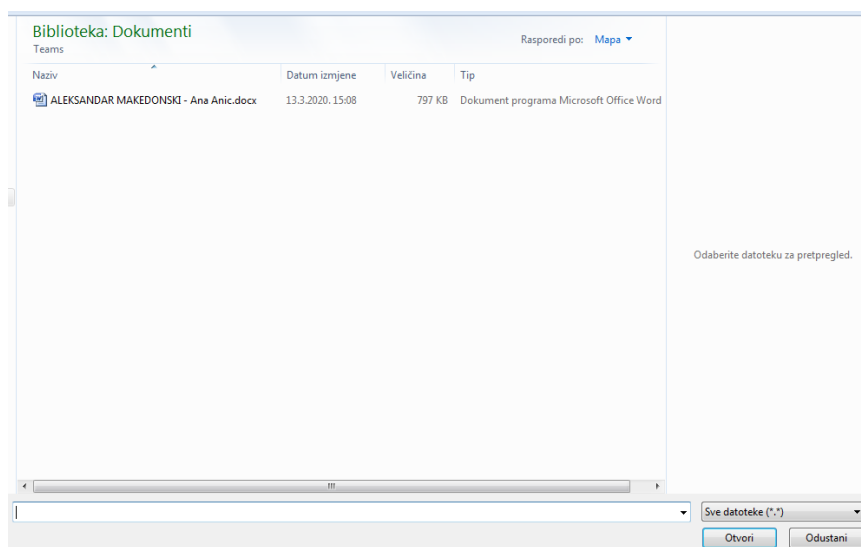 Biblioteka: Dokumenti
Teams
Rasporedi po: Mapa
Naziv Datum izmjene Veličina Tip
ALEKSANDAR MAKEDONSKI - Ana Anic.docx 13.3.2020. 15:08 797 KB Dokument programa Microsoft Office Word
Odaberite datoteku za pretpregled.
Sve datoteke (*.*)
Otvori Odustani